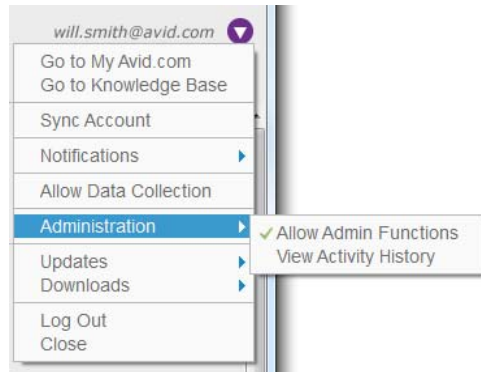 will.smith@avid.com
Go to My Avid.com
Go to Knowledge Base
Sync Account
Notifications
Allow Data Collection
Administration
Allow Admin Functions
View Activity History
Updates
Downloads
Log Out
Close